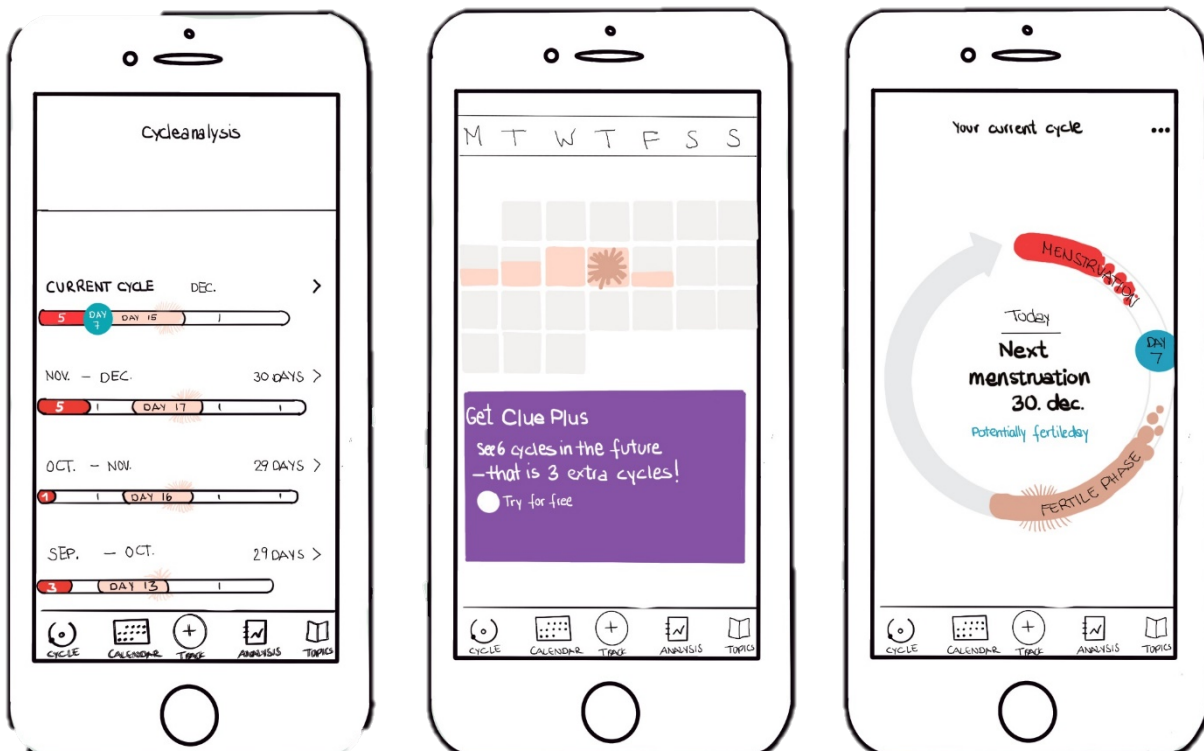 Cycleanalysis
CURRENT CYCLE DEC. >
5 DAY 7 DAY 15
NOV. – DEC. 30 DAYS >
5 DAY 17
OCT. – NOV. 29 DAYS >
1 DAY 16
SEP. – OCT. 29 DAYS >
3 DAY 13
CYCLE CALENDAR TRACK ANALYSIS TOPICS
M T W T F S S
Get Clue Plus
See 6 cycles in the future
– that is 3 extra cycles!
Try for free
CYCLE CALENDAR TRACK ANALYSIS TOPICS
Your current cycle •••
MENSTRUATION
Today
DAY 7
Next
menstruation
30. dec.
Potentially fertile day
FERTILE PHASE
CYCLE CALENDAR TRACK ANALYSIS TOPICS